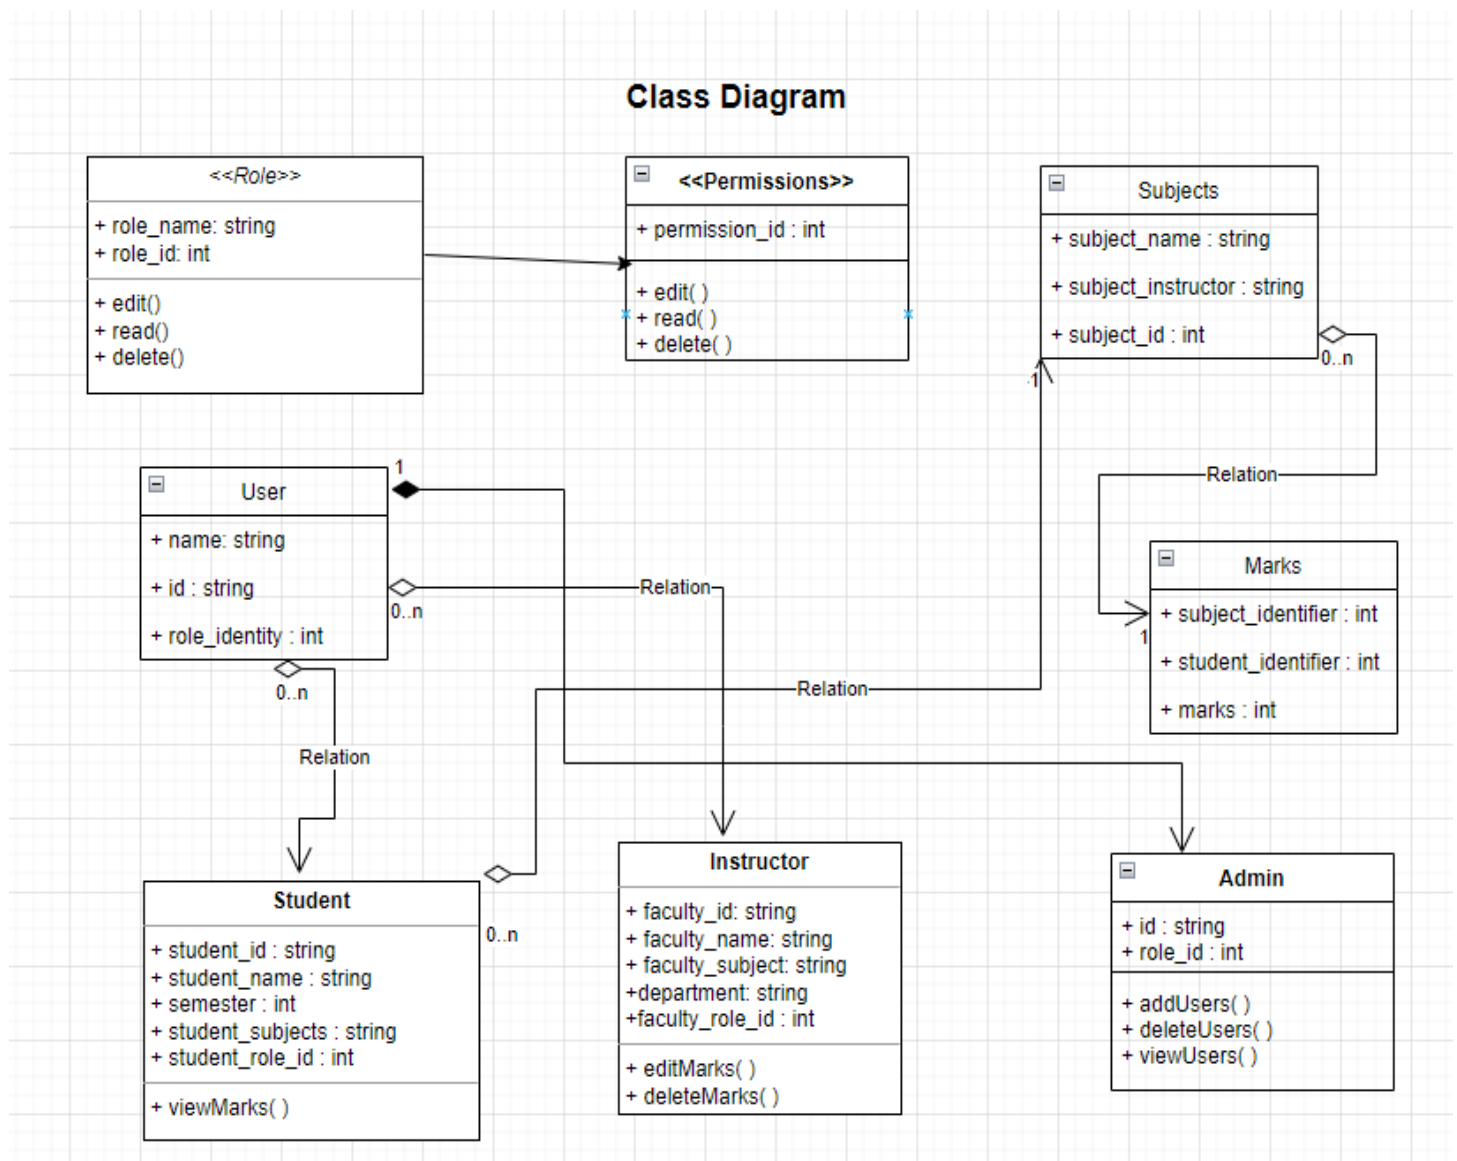 Class Diagram
<<Role>>
+ role_name: string
+ role_id: int
+ edit()
+ read()
+ delete()
<<Permissions>>
+ permission_id : int
+ edit( )
+ read( )
+ delete( )
Subjects
+ subject_name : string
+ subject_instructor : string
+ subject_id : int
0..n
1
Relation
User
1
+ name: string
+ id : string
+ role_identity : int
0..n
Relation
0..n
Relation
Relation
Marks
+ subject_identifier : int
+ student_identifier : int
+ marks : int
1
Student
+ student_id : string
+ student_name : string
+ semester : int
+ student_subjects : string
+ student_role_id : int
+ viewMarks( )
0..n
Instructor
+ faculty_id: string
+ faculty_name: string
+ faculty_subject: string
+department: string
+faculty_role_id : int
+ editMarks( )
+ deleteMarks( )
Admin
+ id : string
+ role_id : int
+ addUsers( )
+ deleteUsers( )
+ viewUsers( )